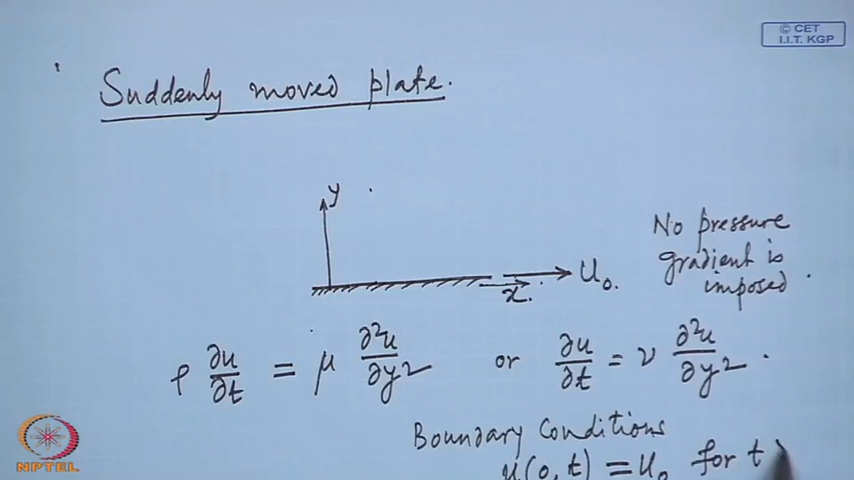 © CET
I.I.T. KGP
Suddenly moved plate.
y
No pressure
gradient is
imposed.
U₀.
x.
ρ ∂u/∂t = μ ∂²u/∂y² or ∂u/∂t = ν ∂²u/∂y².
Boundary Conditions
u(0, t) = U₀ for t
NPTEL